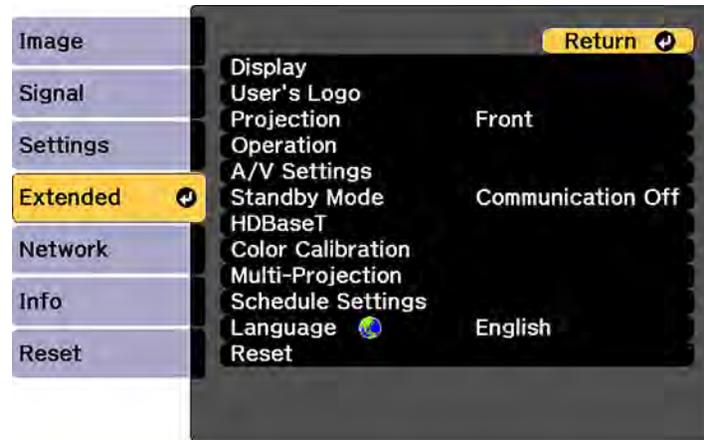 Image
Signal
Settings
Extended
Network
Info
Reset
Return
Display
User's Logo
Projection Front
Operation
A/V Settings
Standby Mode Communication Off
HDBaseT
Color Calibration
Multi-Projection
Schedule Settings
Language English
Reset